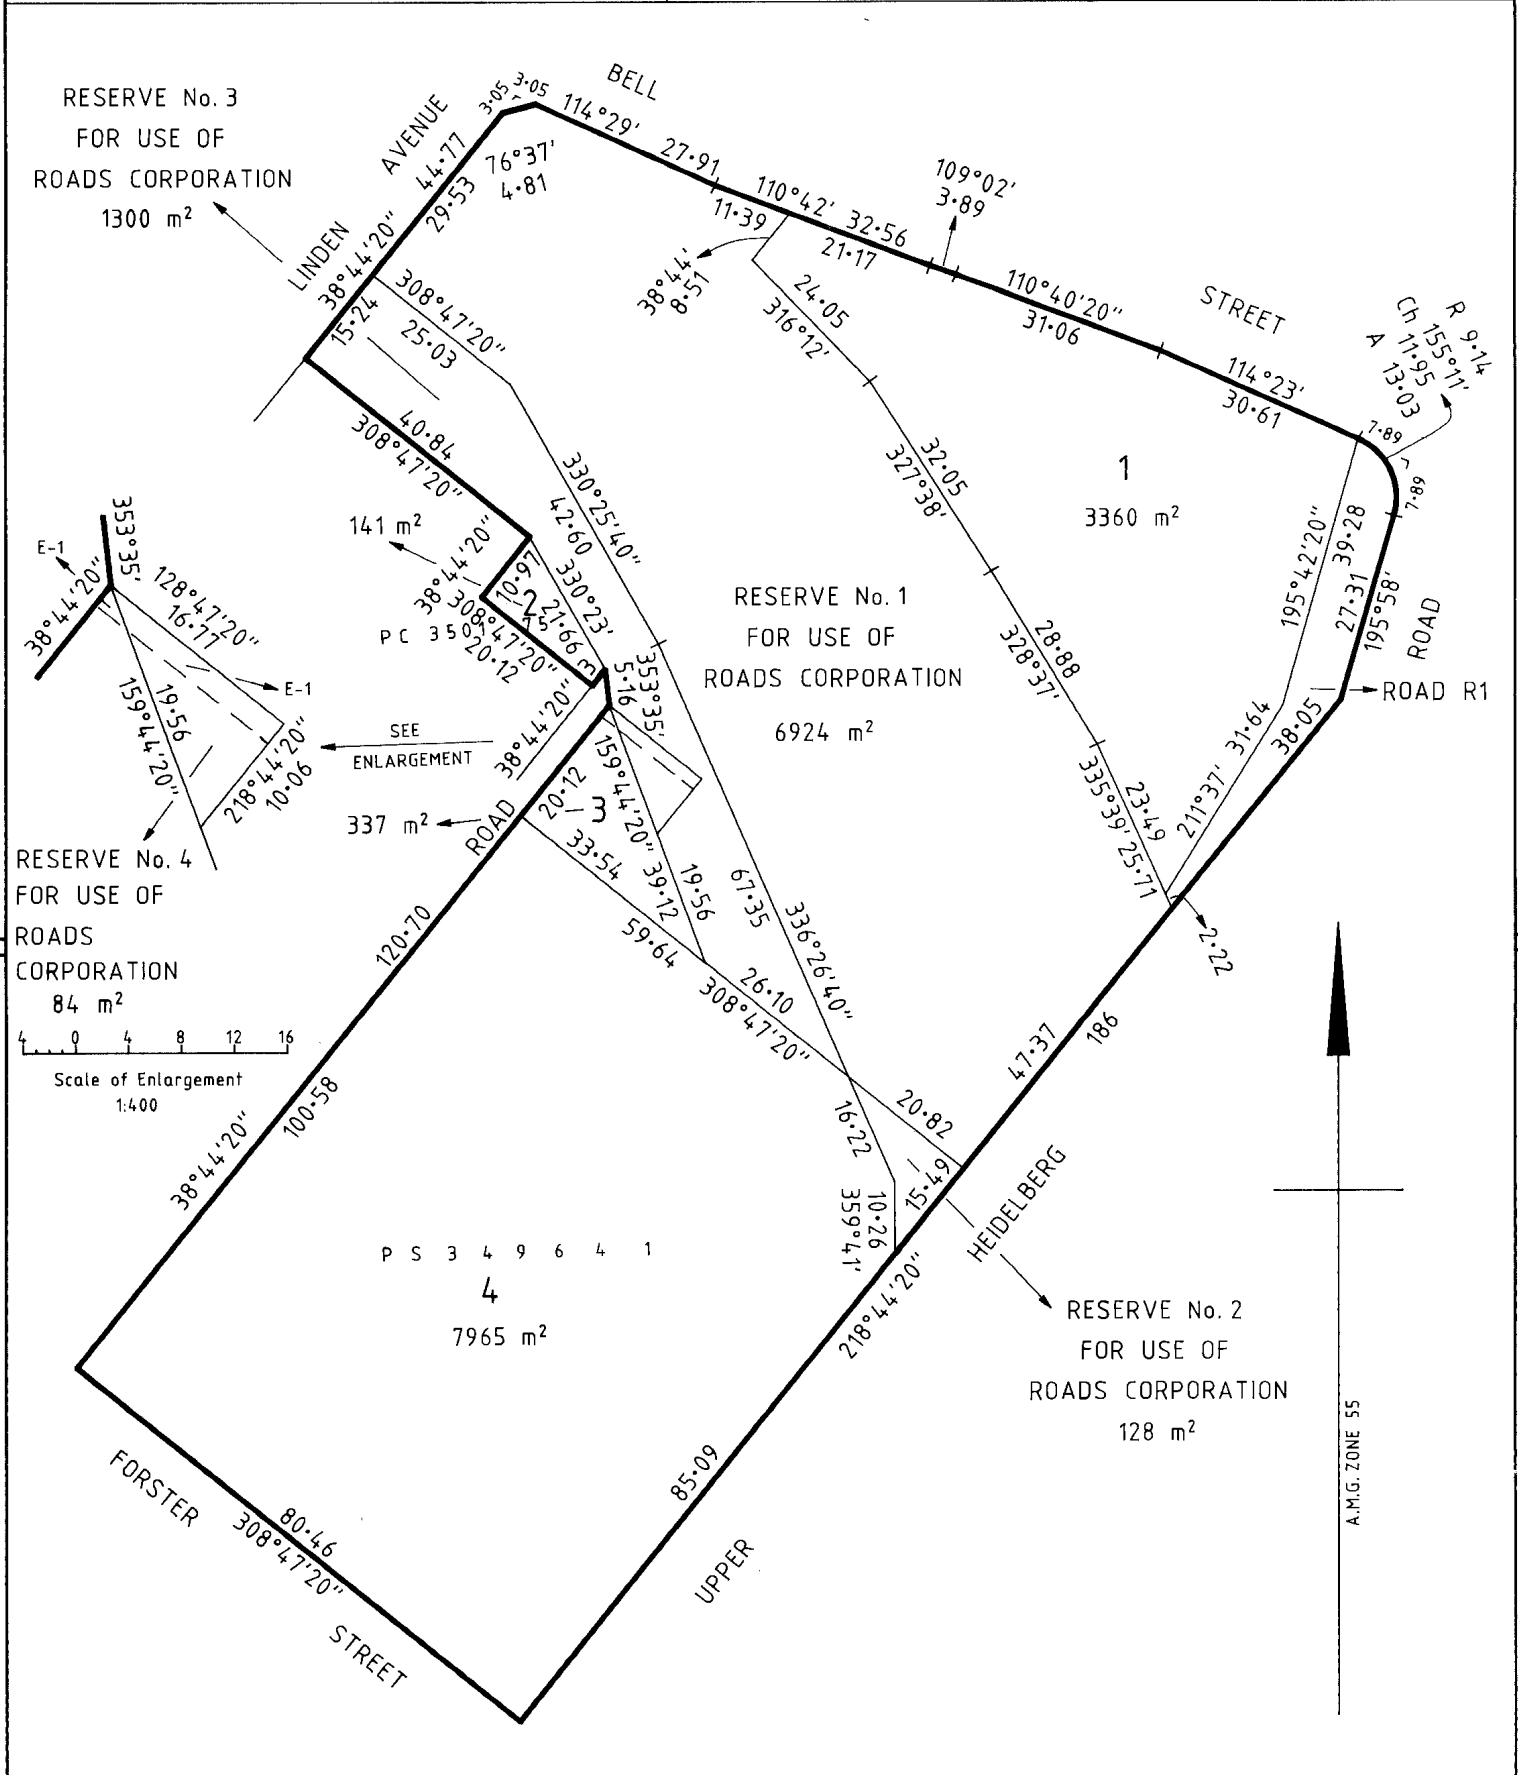 BELL
STREET
RESERVE No. 3
FOR USE OF
ROADS CORPORATION
1300 m²
LINDEN
AVENUE
3·05
3·05
44·77
29·53
38°44'20"
15·24
76°37'
4·81
114°29'
27·91
110°42'
32·56
11·39
21·17
109°02'
3·89
110°40'20"
31·06
114°23'
30·61
R 9·14
Ch 155°11'
11·95
A 13·03
7·89
7·89
38°44'
8·51
24·05
316°12'
32·05
327°38'
28·88
328°37'
23·49
335°39'
25·71
1
3360 m²
195°42'20"
39·28
27·31
195°58'
ROAD
ROAD R1
31·64
211°37'
38·05
2·22
308°47'20"
25·03
40·84
308°47'20"
330°25'40"
42·60
141 m²
38°44'20"
10·97
2
330°23'
21·66
PC 350 75
308°47'20"
20·12
3
5·16
353°35'
38°44'20"
RESERVE No. 1
FOR USE OF
ROADS CORPORATION
6924 m²
353°35'
E-1
38°44'20"
128°47'20"
16·77
E-1
19·56
159°44'20"
218°44'20"
10·06
SEE
ENLARGEMENT
RESERVE No. 4
FOR USE OF
ROADS
CORPORATION
84 m²
4 0 4 8 12 16
Scale of Enlargement
1:400
337 m²
ROAD
20·12
3
159°44'20"
39·12
19·56
33·54
59·64
26·10
308°47'20"
67·35
336°26'40"
20·82
16·22
15·49
10·26
359°41'
47·37
186
120·70
100·58
38°44'20"
PS349641
4
7965 m²
HEIDELBERG
218°44'20"
RESERVE No. 2
FOR USE OF
ROADS CORPORATION
128 m²
85·09
UPPER
FORSTER
STREET
80·46
308°47'20"
A.M.G. ZONE 55